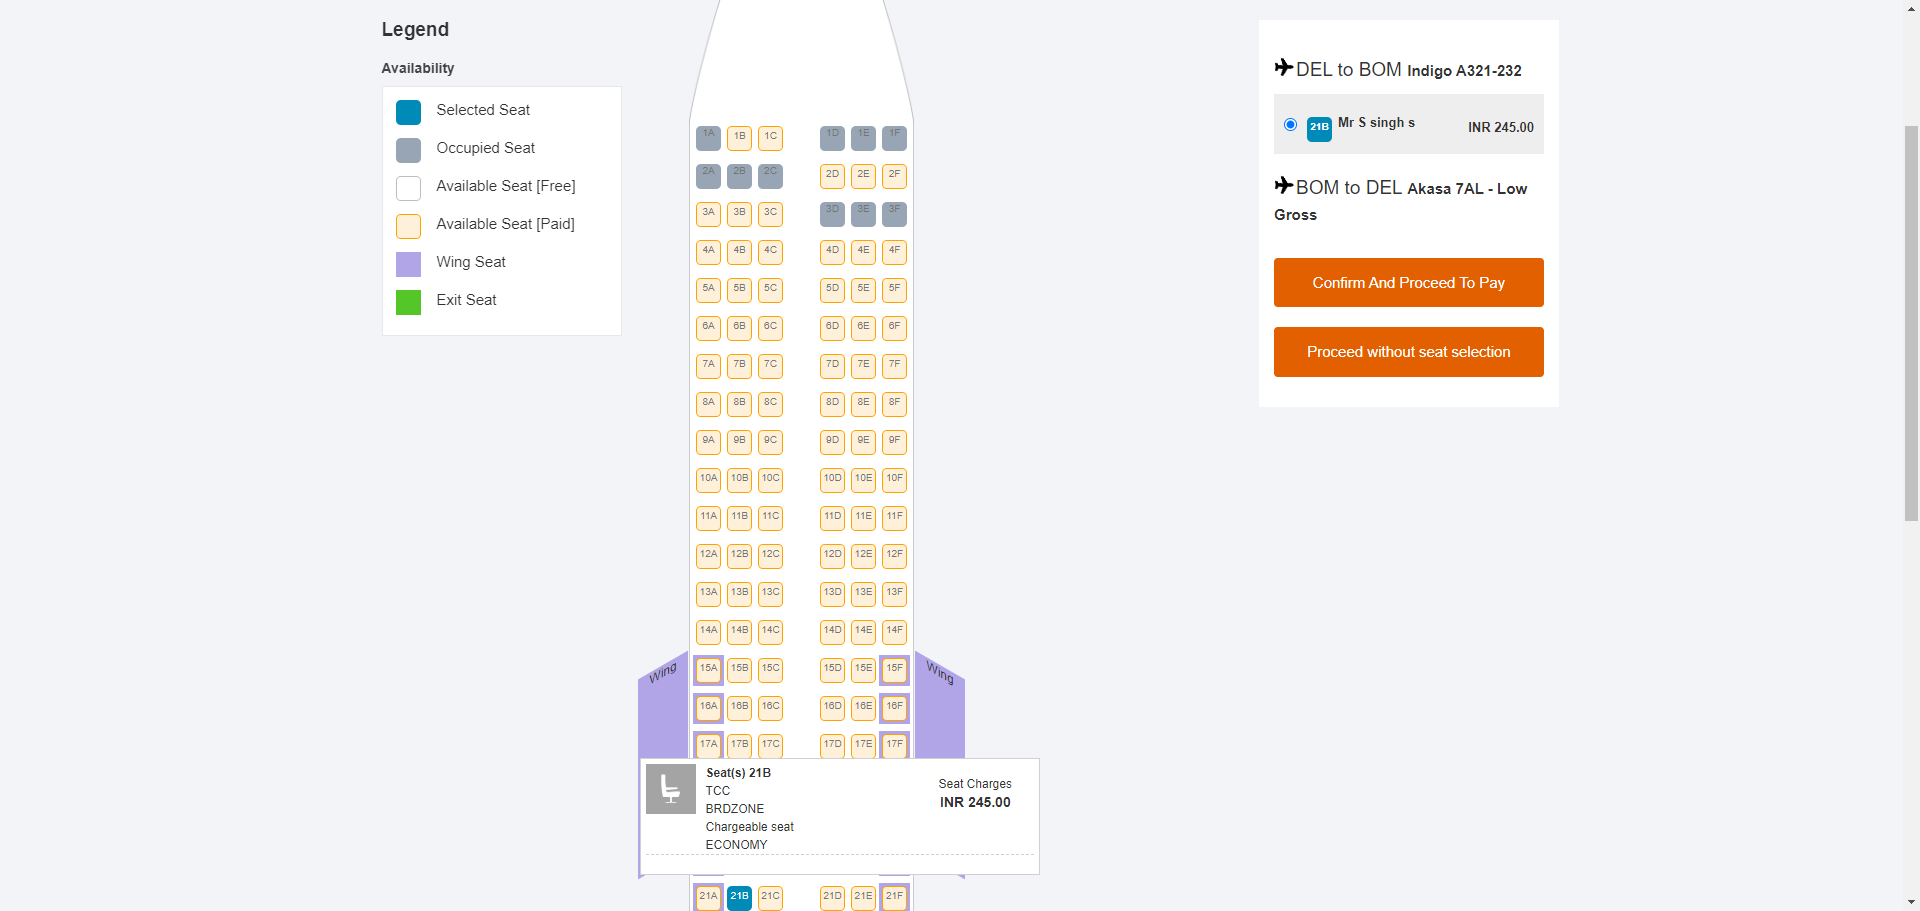 Legend
Availability
Selected Seat
Occupied Seat
Available Seat [Free]
Available Seat [Paid]
Wing Seat
Exit Seat
1A 1B 1C 1D 1E 1F
2A 2B 2C 2D 2E 2F
3A 3B 3C 3D 3E 3F
4A 4B 4C 4D 4E 4F
5A 5B 5C 5D 5E 5F
6A 6B 6C 6D 6E 6F
7A 7B 7C 7D 7E 7F
8A 8B 8C 8D 8E 8F
9A 9B 9C 9D 9E 9F
10A 10B 10C 10D 10E 10F
11A 11B 11C 11D 11E 11F
12A 12B 12C 12D 12E 12F
13A 13B 13C 13D 13E 13F
14A 14B 14C 14D 14E 14F
Wing 15A 15B 15C 15D 15E 15F Wing
16A 16B 16C 16D 16E 16F
17A 17B 17C 17D 17E 17F
Seat(s) 21B
TCC
BRDZONE
Chargeable seat
ECONOMY
Seat Charges
INR 245.00
21A 21B 21C 21D 21E 21F
DEL to BOM Indigo A321-232
21B Mr S singh s INR 245.00
BOM to DEL Akasa 7AL - Low
Gross
Confirm And Proceed To Pay
Proceed without seat selection